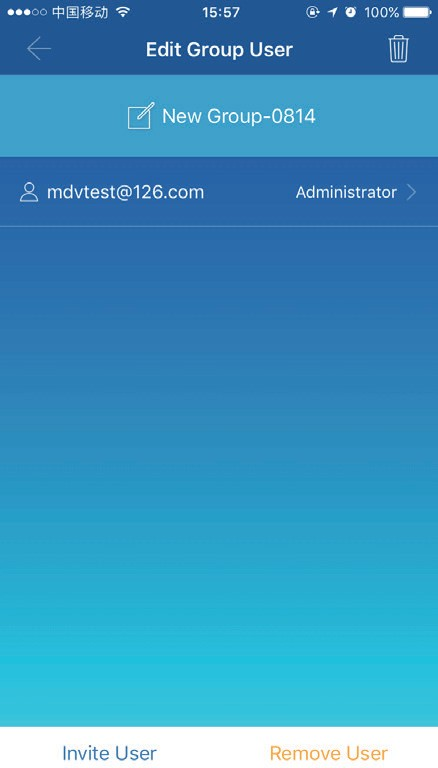 中国移动 15:57 100%
Edit Group User
New Group-0814
mdvtest@126.com Administrator
Invite User Remove User